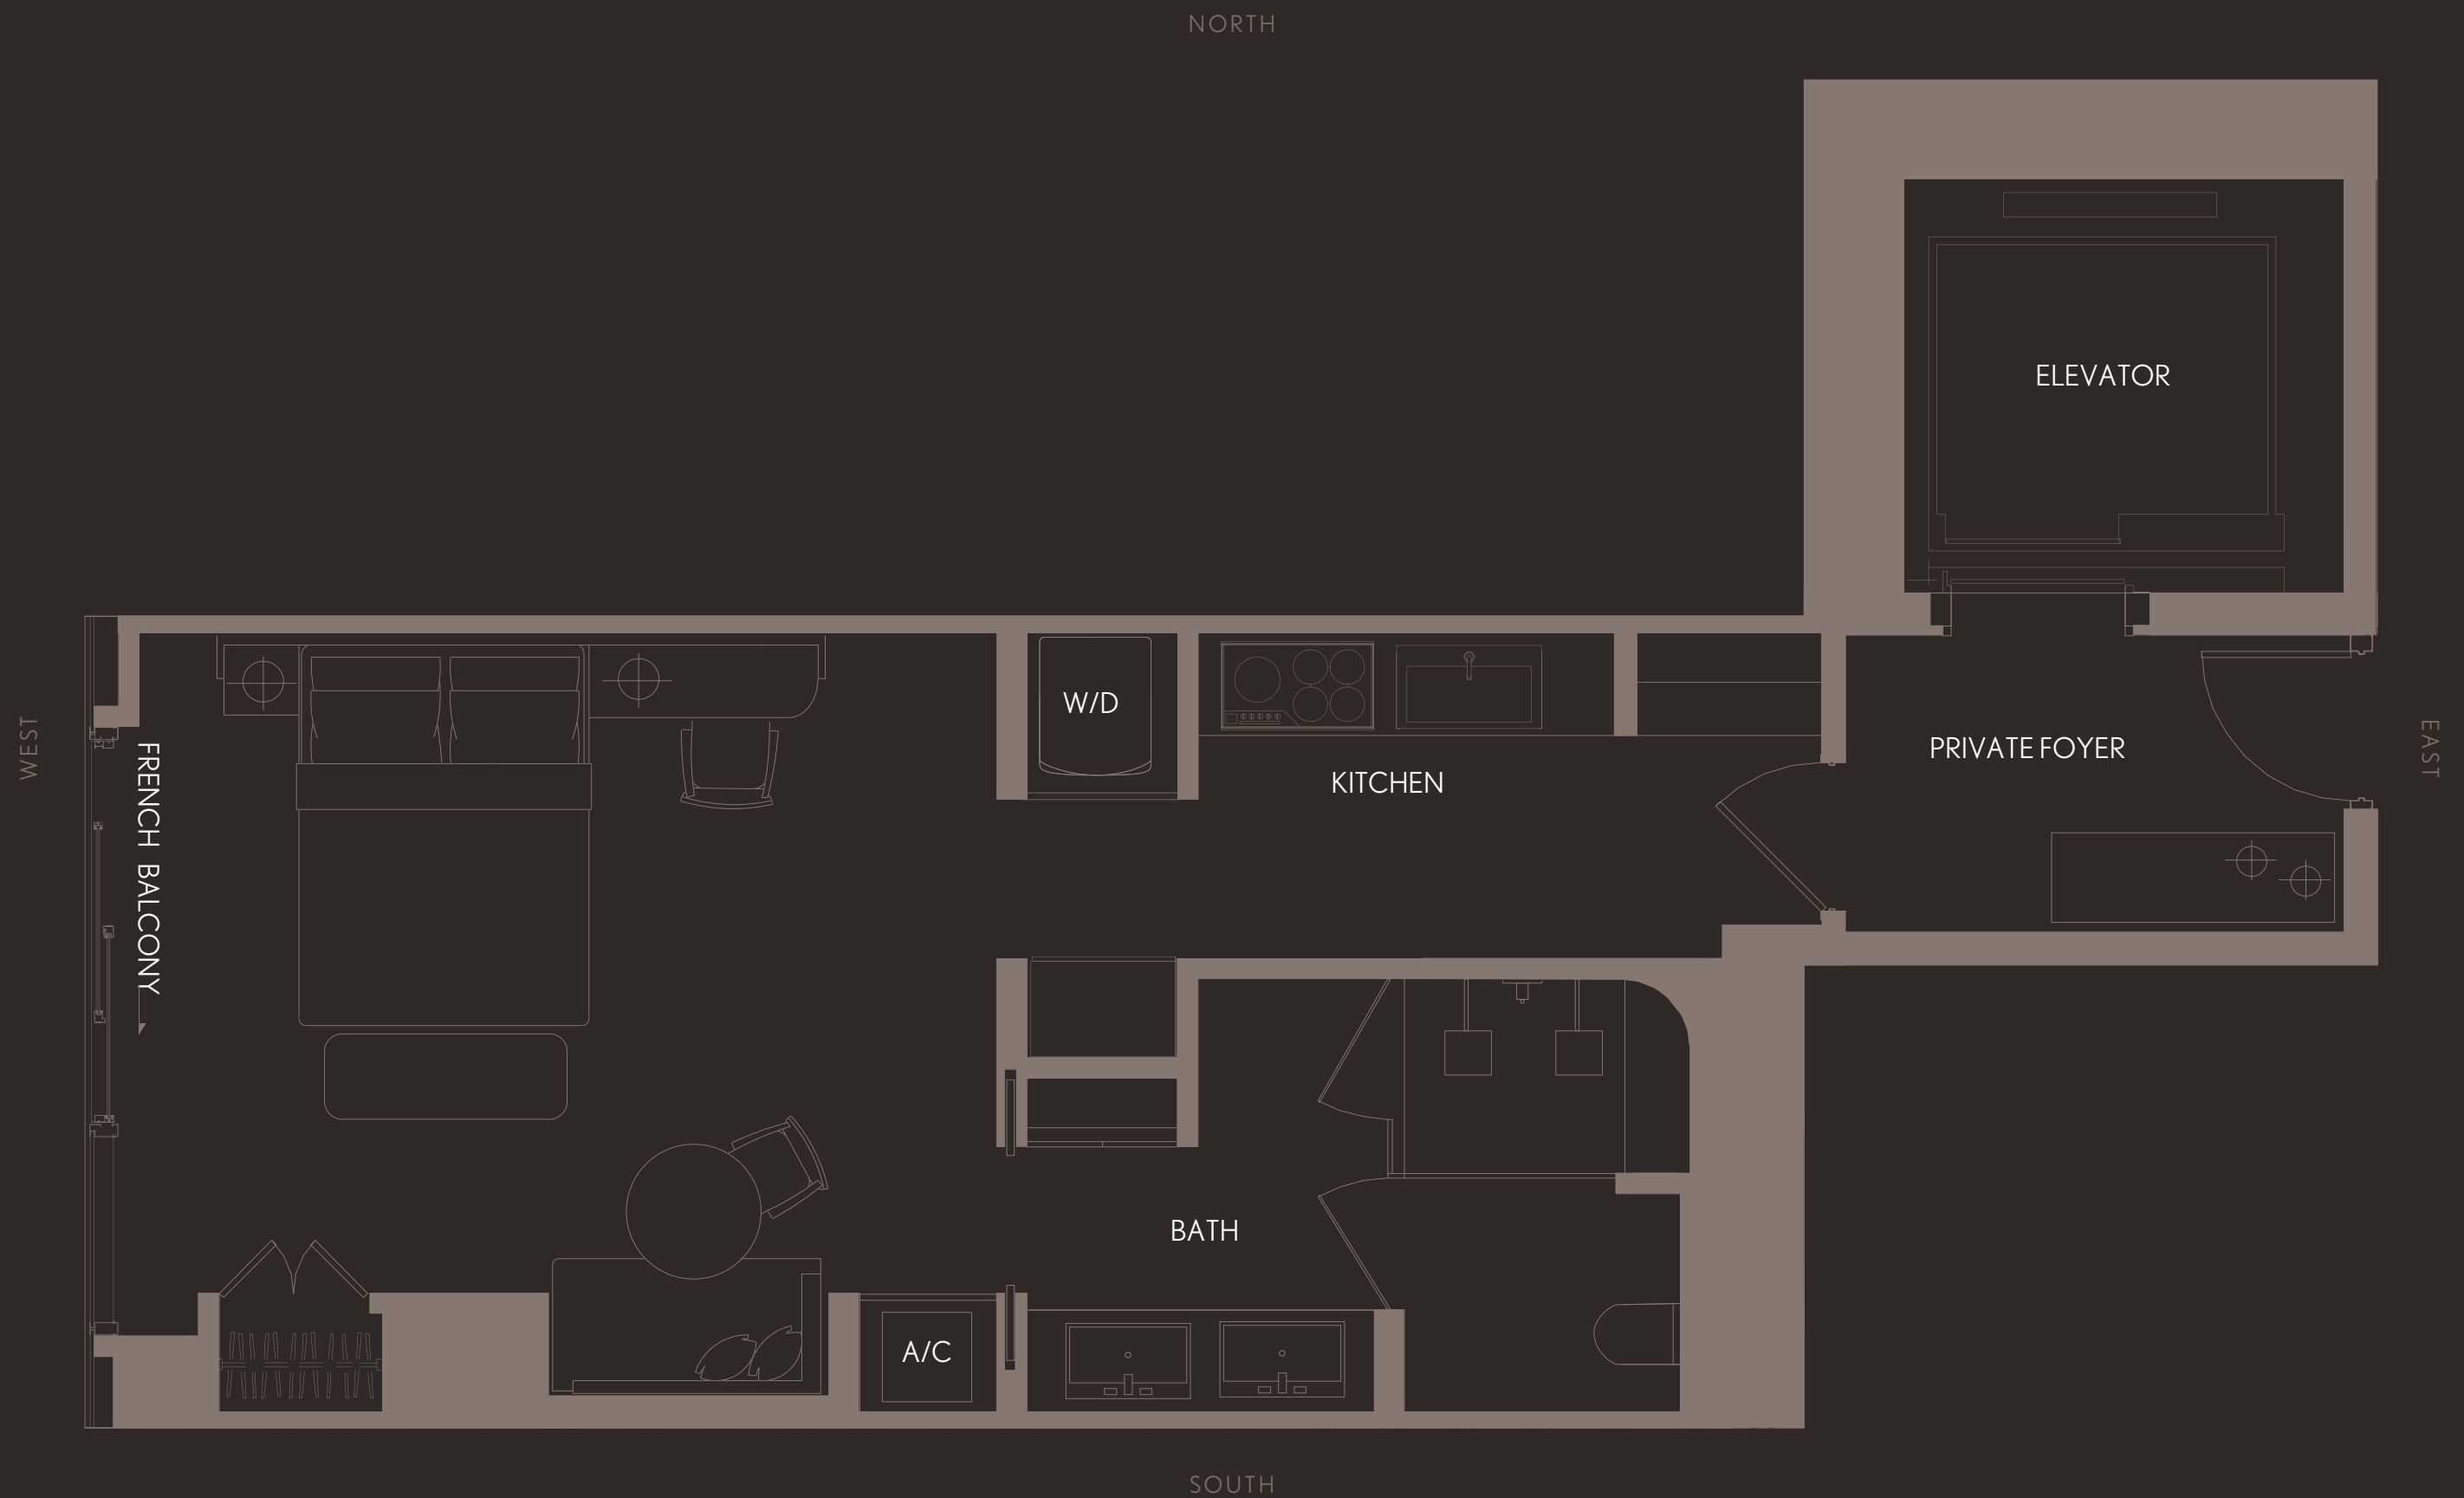 NORTH
ELEVATOR
W/D
KITCHEN
PRIVATE FOYER
WEST
EAST
FRENCH BALCONY
BATH
A/C
SOUTH